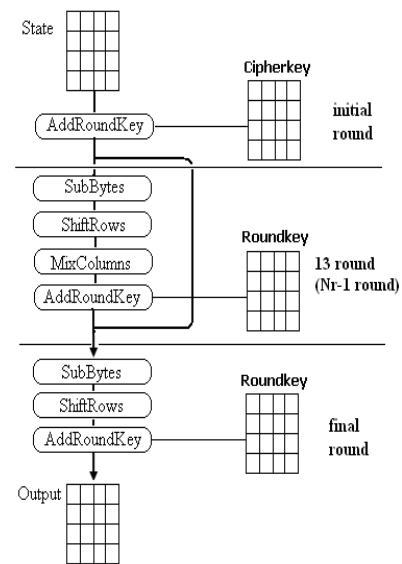 State
Cipherkey
AddRoundKey
initial
round
SubBytes
ShiftRows
MixColumns
AddRoundKey
Roundkey
13 round
(Nr-1 round)
SubBytes
ShiftRows
AddRoundKey
Roundkey
final
round
Output